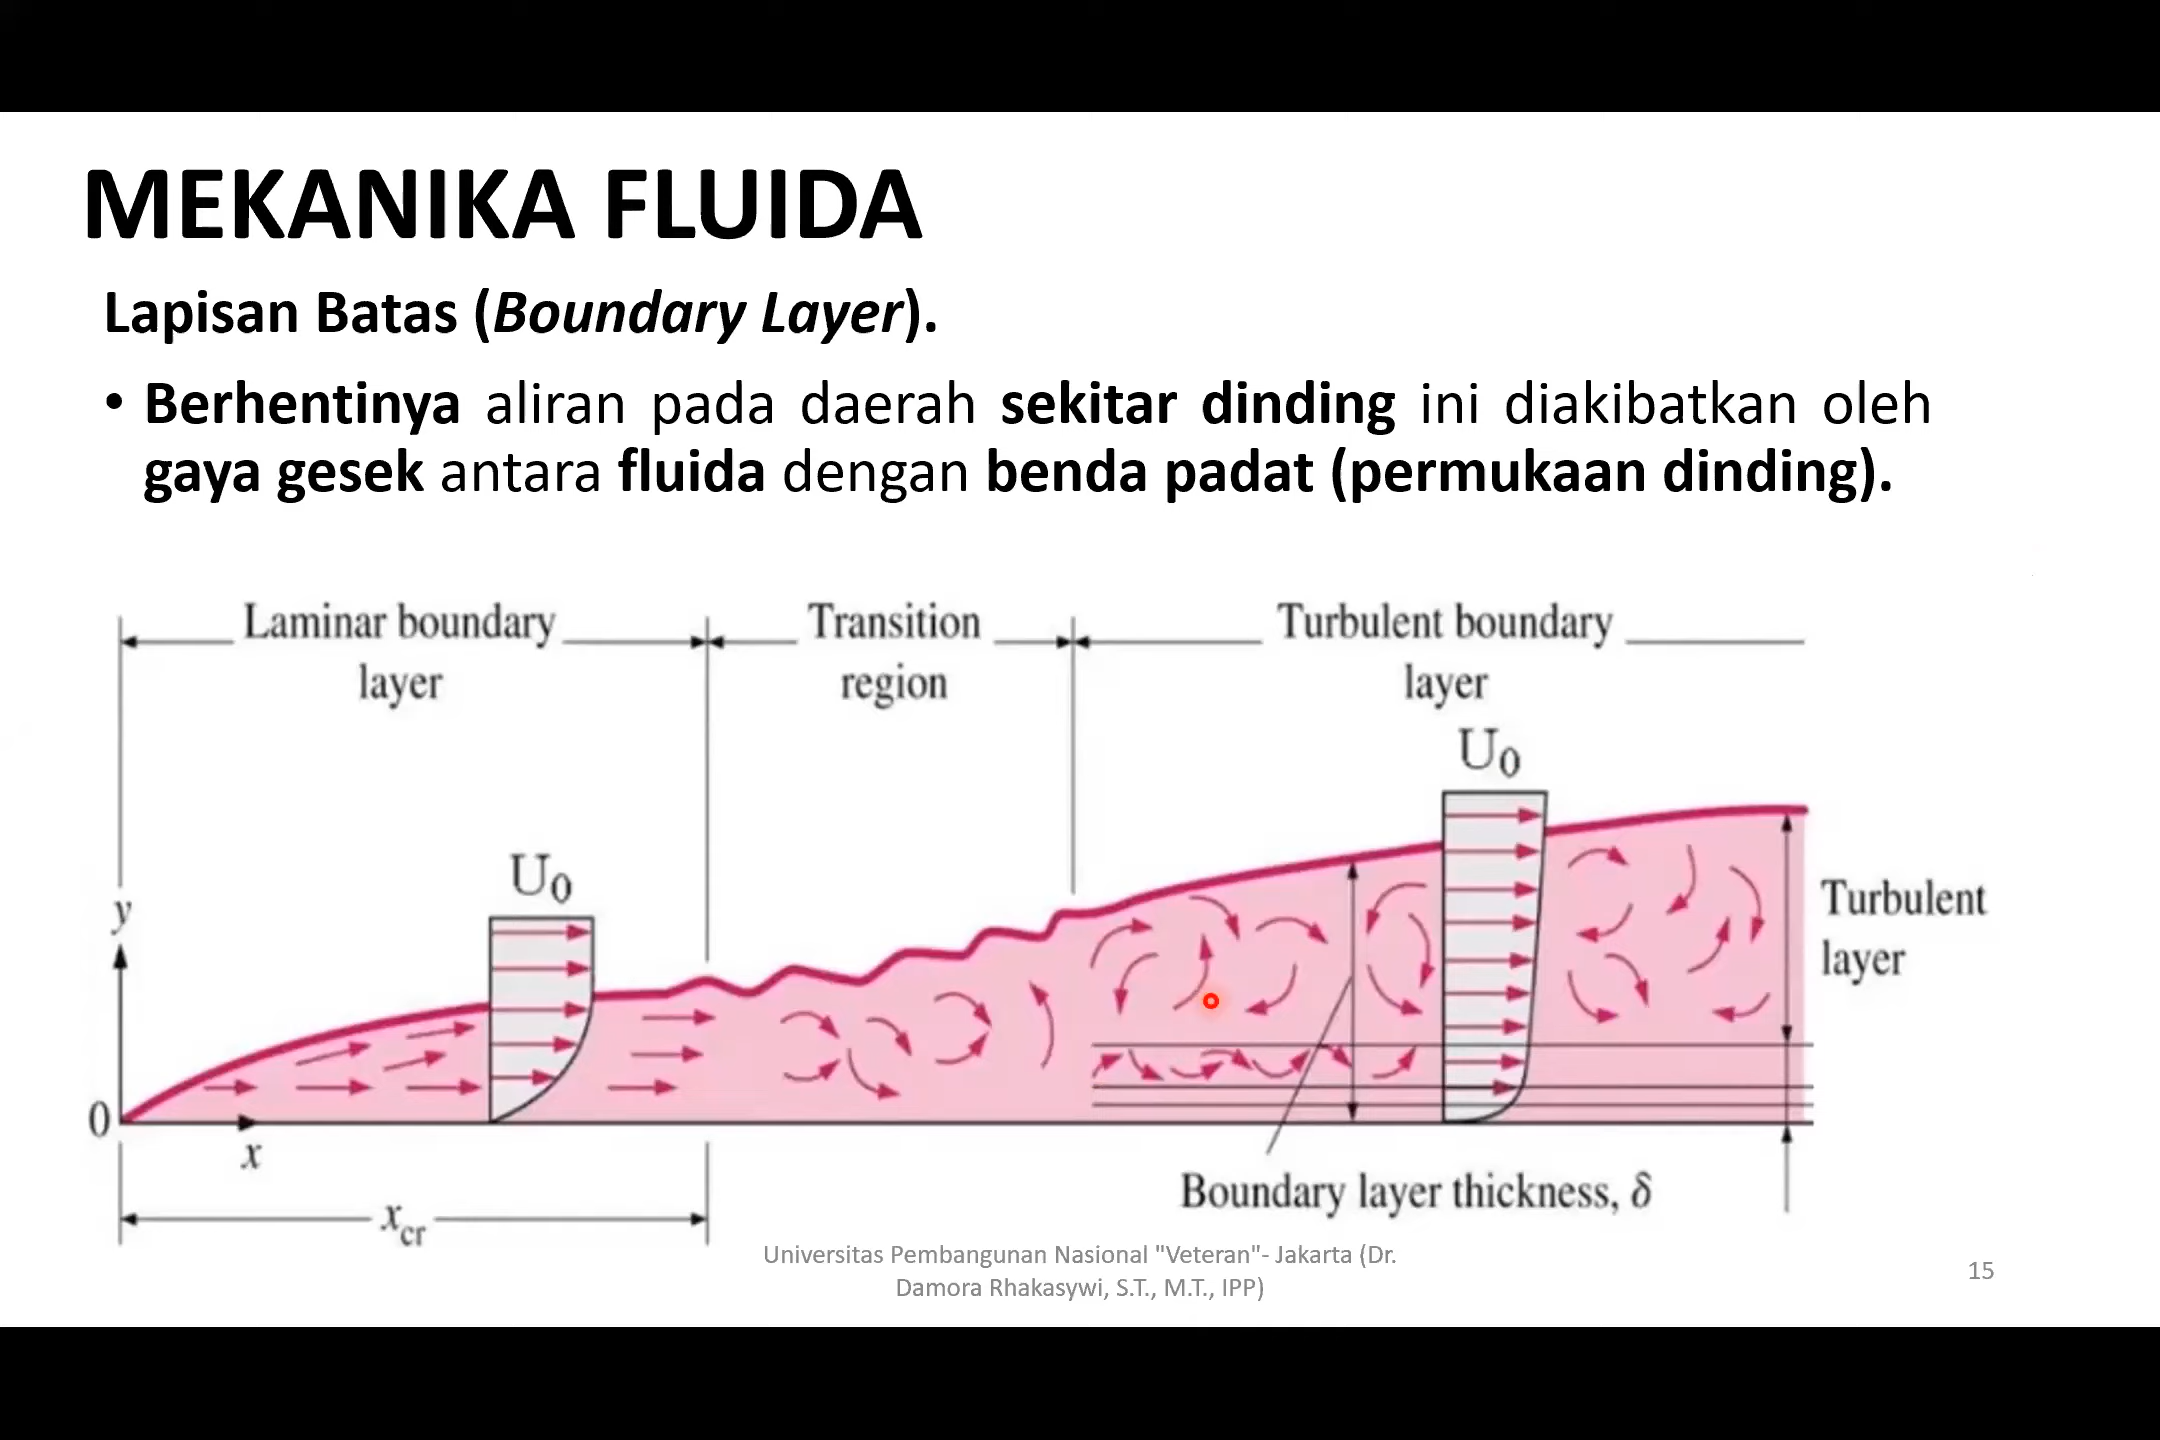 MEKANIKA FLUIDA
Lapisan Batas (Boundary Layer).
• Berhentinya aliran pada daerah sekitar dinding ini diakibatkan oleh
gaya gesek antara fluida dengan benda padat (permukaan dinding).
Laminar boundary
layer
Transition
region
Turbulent boundary
layer
U0
U0
y
Turbulent
layer
0
x
xcr
Boundary layer thickness, δ
Universitas Pembangunan Nasional "Veteran"- Jakarta (Dr.
Damora Rhakasywi, S.T., M.T., IPP)
15